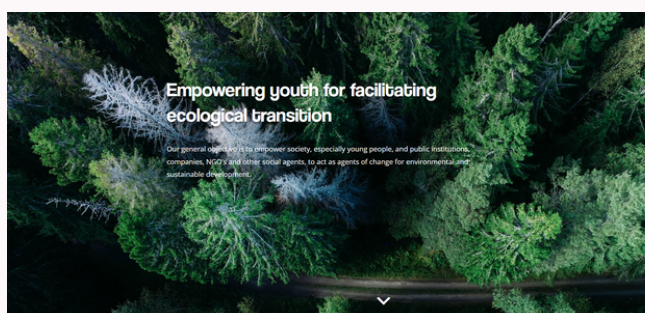 Empowering youth for facilitating
ecological transition
Our general objective is to empower society, especially young people, and public institutions,
companies, NGO's and other social agents, to act as agents of change for environmental and
sustainable development.